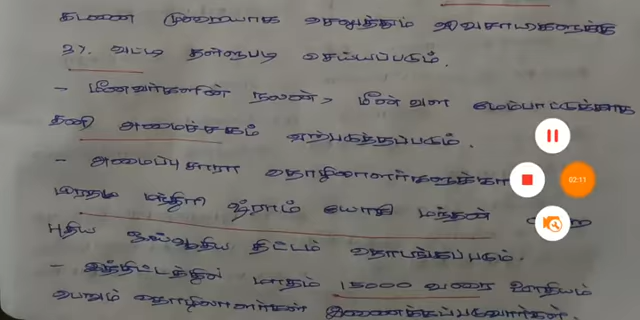 கடனை முறையாக செலுத்தும் விவசாயிகளுக்கு
2%. வட்டி தள்ளுபடி செய்யப்படும்.
- மீனவர்களின் நலன், மீன் வள மேம்பாட்டுக்காக
தனி அமைச்சகம் ஏற்படுத்தப்படும்.
- அமைப்பு சாரா தொழிலாளர்களுக்கா
பிரதம மந்திரி ஷ்ராம் யோகி மந்தன்
புதிய ஓய்வூதிய திட்டம் தொடங்கப்படும்.
- இத்திட்டத்தில் மாதம் 15000 வரை ஊதியம்
பெறும் தொழிலாளர்கள் இணைக்கப்படுவார்கள்.
02:11